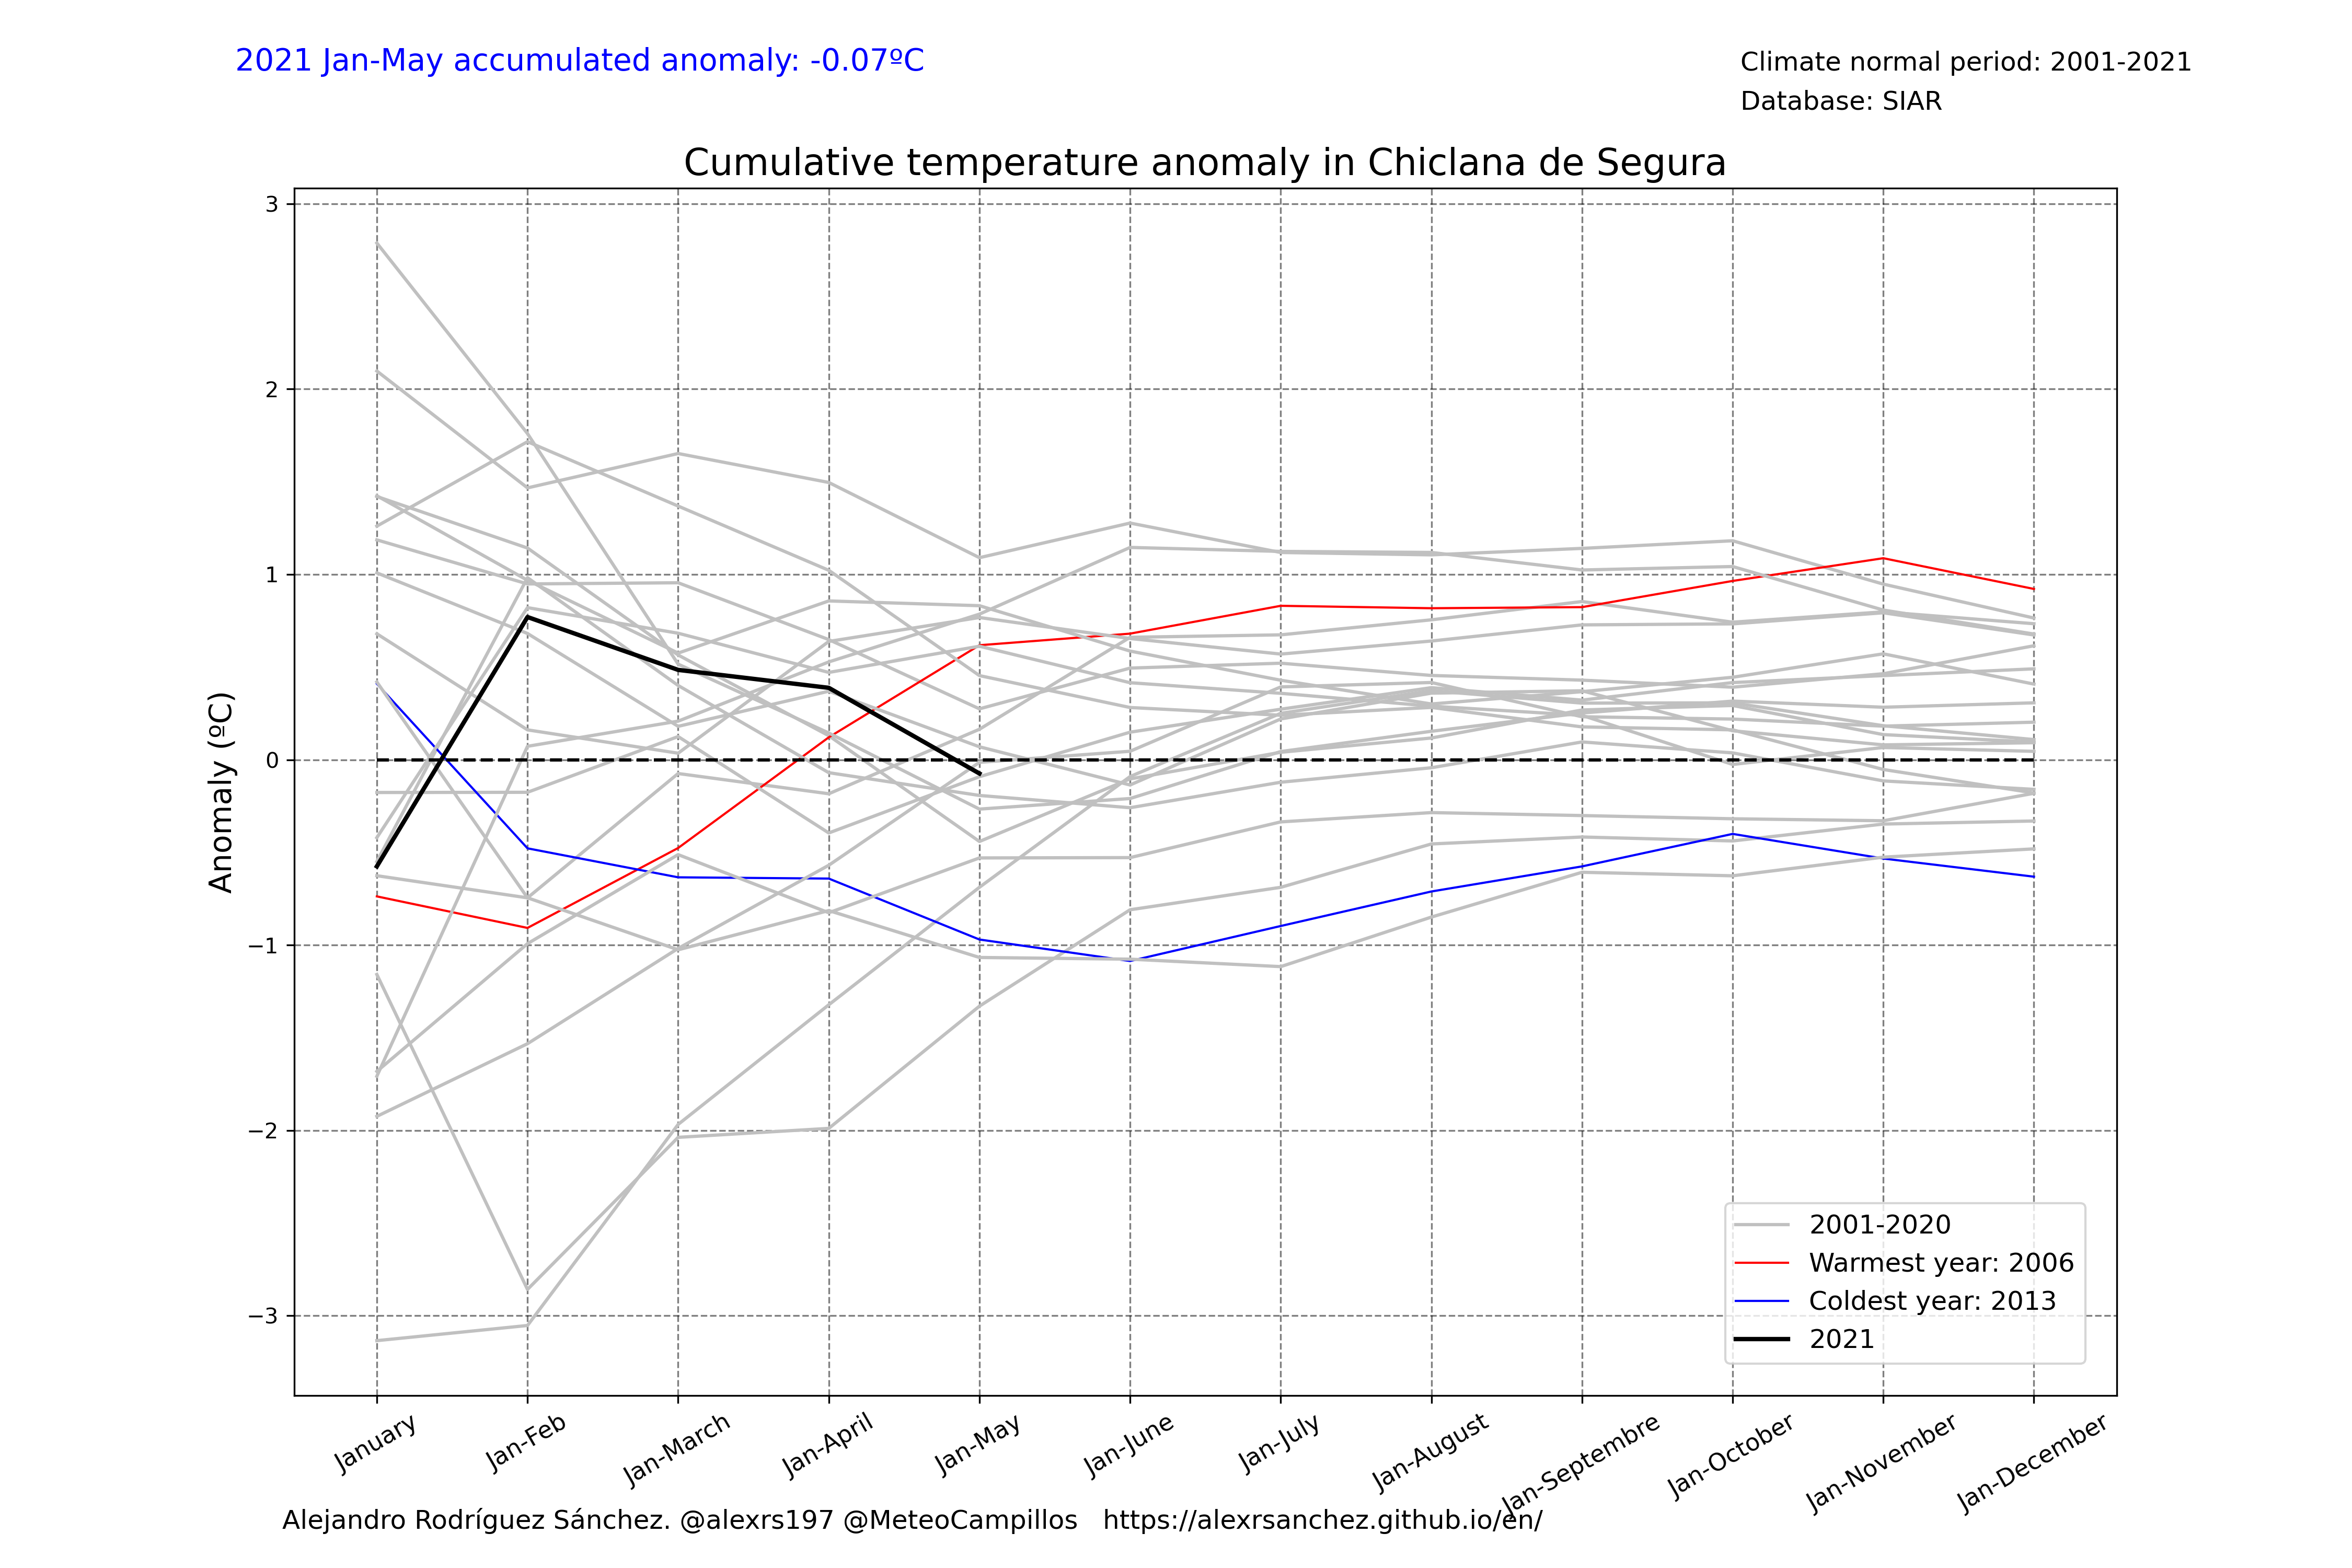 2021 Jan-May accumulated anomaly: -0.07ºC
Climate normal period: 2001-2021
Database: SIAR
Cumulative temperature anomaly in Chiclana de Segura
Anomaly (ºC)
3
2
1
0
−1
−2
−3
2001-2020
Warmest year: 2006
Coldest year: 2013
2021
January
Jan-Feb
Jan-March
Jan-April
Jan-May
Jan-June
Jan-July
Jan-August
Jan-Septembre
Jan-October
Jan-November
Jan-December
Alejandro Rodríguez Sánchez. @alexrs197 @MeteoCampillos   https://alexrsanchez.github.io/en/